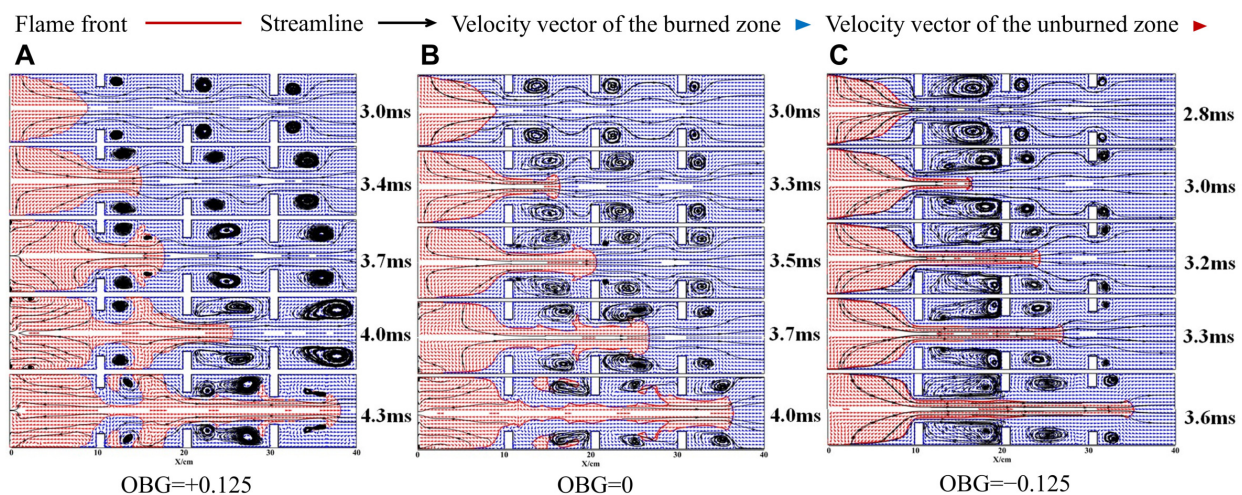 Flame front Streamline Velocity vector of the burned zone Velocity vector of the unburned zone
A B C
3.0ms 3.0ms 2.8ms
3.4ms 3.3ms 3.0ms
3.7ms 3.5ms 3.2ms
4.0ms 3.7ms 3.3ms
4.3ms 4.0ms 3.6ms
0 10 20 30 40 0 10 20 30 40 0 10 20 30 40
X/cm X/cm X/cm
OBG=+0.125 OBG=0 OBG=−0.125